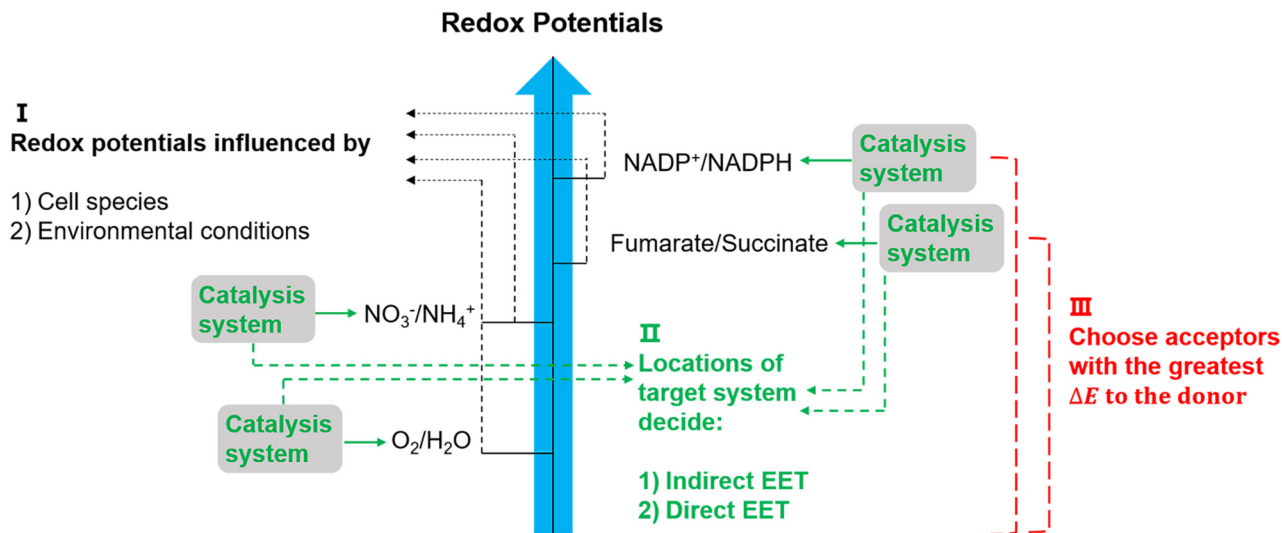 Redox Potentials
I
Redox potentials influenced by
1) Cell species
2) Environmental conditions
NADP⁺/NADPH
Catalysis
system
Fumarate/Succinate
Catalysis
system
Catalysis
system
NO₃⁻/NH₄⁺
Catalysis
system
O₂/H₂O
II
Locations of
target system
decide:
1) Indirect EET
2) Direct EET
III
Choose acceptors
with the greatest
ΔE to the donor